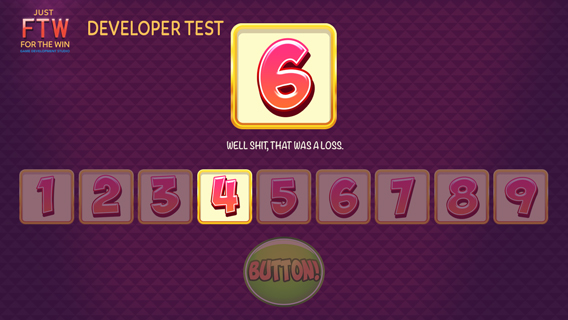 JUST
FTW
FOR THE WIN
DEVELOPER TEST
6
WELL SHIT, THAT WAS A LOSS.
1 2 3 4 5 6 7 8 9
BUTTON!